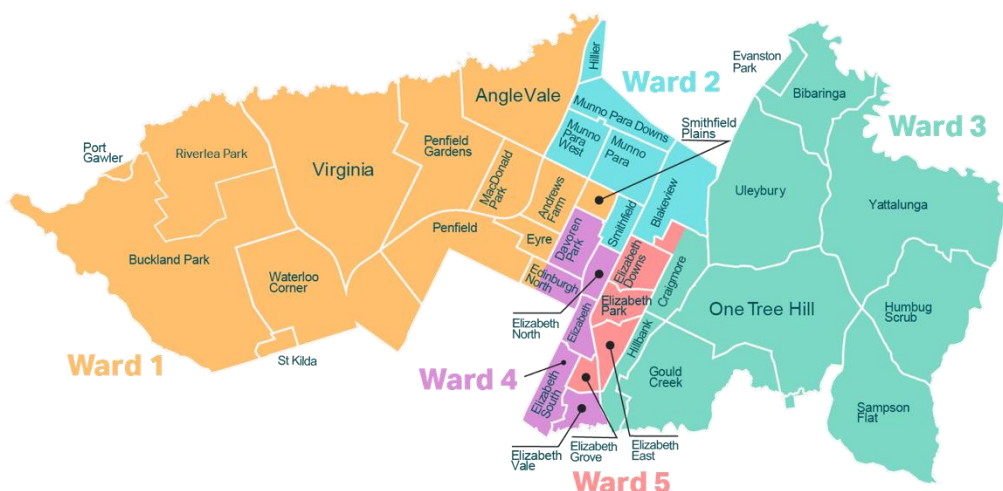 Hillier
Ward 2
Evanston
Park
Bibaringa
Angle Vale
Munno Para Downs
Smithfield
Plains
Ward 3
Port
Gawler
Riverlea Park
Virginia
Penfield
Gardens
Munno
Para
West
Munno
Para
MacDonald
Park
Andrews
Farm
Blakeview
Uleybury
Yattalunga
Buckland Park
Penfield
Eyre
Davoren
Park
Smithfield
Waterloo
Corner
Edinburgh
North
Elizabeth
Downs
Craigmore
Elizabeth
Park
One Tree Hill
Humbug
Scrub
Elizabeth
North
Elizabeth
Hillbank
Ward 1
St Kilda
Ward 4
Elizabeth
South
Gould
Creek
Sampson
Flat
Elizabeth
Vale
Elizabeth
Grove
Elizabeth
East
Ward 5